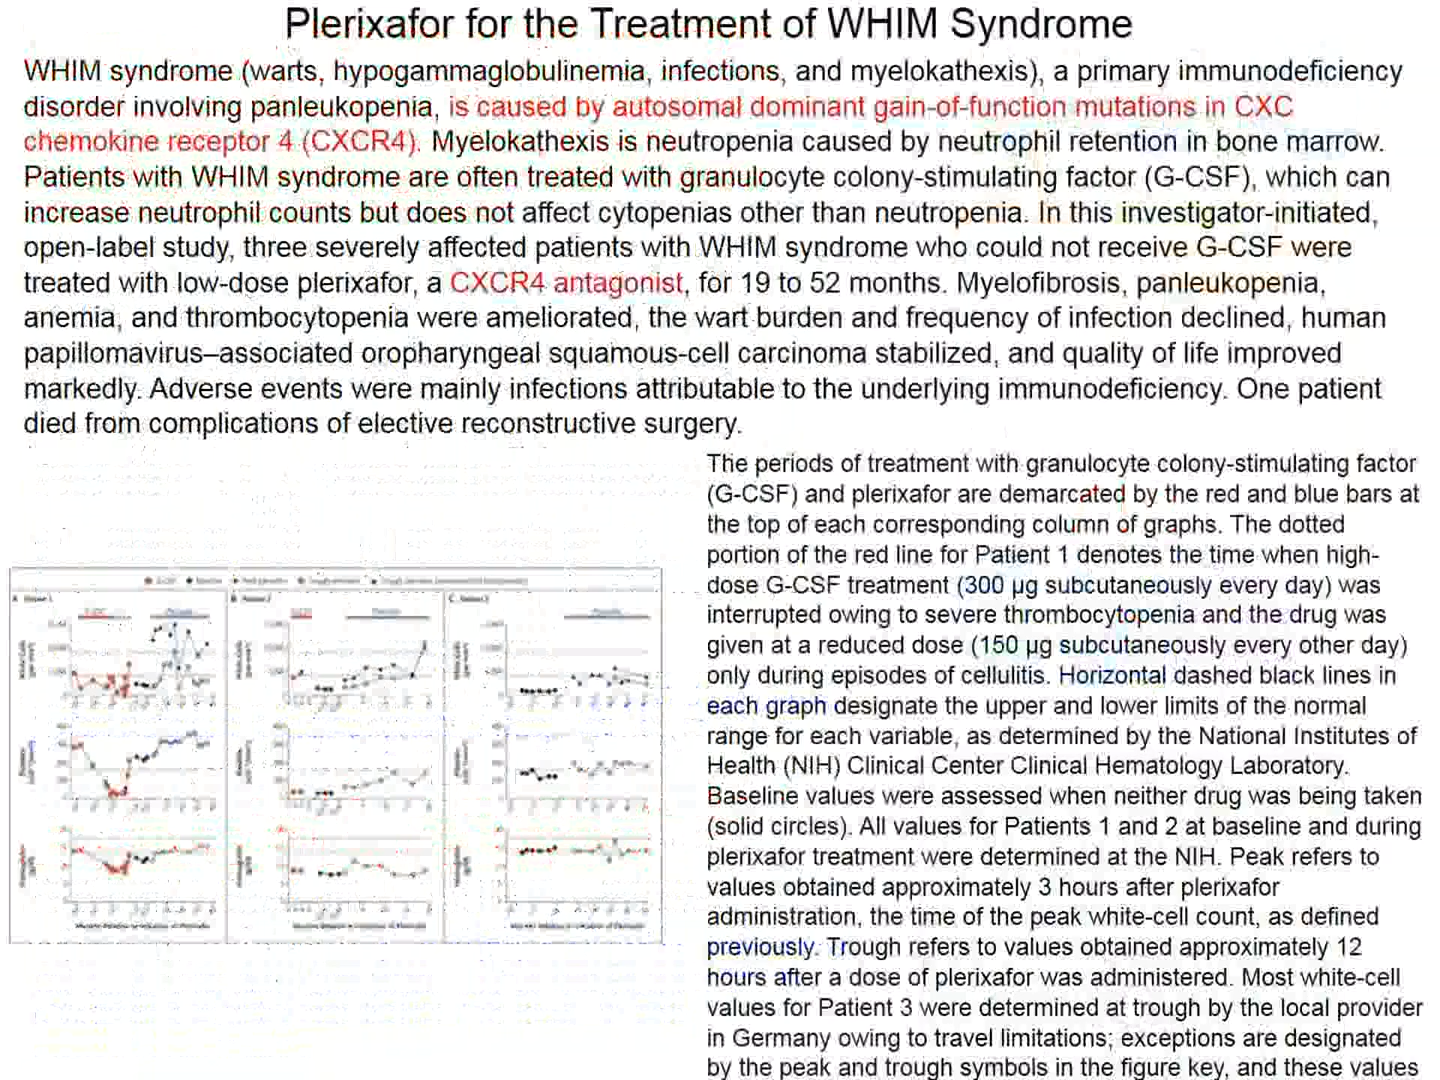 Plerixafor for the Treatment of WHIM Syndrome
WHIM syndrome (warts, hypogammaglobulinemia, infections, and myelokathexis), a primary immunodeficiency
disorder involving panleukopenia, is caused by autosomal dominant gain-of-function mutations in CXC
chemokine receptor 4 (CXCR4). Myelokathexis is neutropenia caused by neutrophil retention in bone marrow.
Patients with WHIM syndrome are often treated with granulocyte colony-stimulating factor (G-CSF), which can
increase neutrophil counts but does not affect cytopenias other than neutropenia. In this investigator-initiated,
open-label study, three severely affected patients with WHIM syndrome who could not receive G-CSF were
treated with low-dose plerixafor, a CXCR4 antagonist, for 19 to 52 months. Myelofibrosis, panleukopenia,
anemia, and thrombocytopenia were ameliorated, the wart burden and frequency of infection declined, human
papillomavirus–associated oropharyngeal squamous-cell carcinoma stabilized, and quality of life improved
markedly. Adverse events were mainly infections attributable to the underlying immunodeficiency. One patient
died from complications of elective reconstructive surgery.
The periods of treatment with granulocyte colony-stimulating factor
(G-CSF) and plerixafor are demarcated by the red and blue bars at
the top of each corresponding column of graphs. The dotted
portion of the red line for Patient 1 denotes the time when high-
dose G-CSF treatment (300 μg subcutaneously every day) was
interrupted owing to severe thrombocytopenia and the drug was
given at a reduced dose (150 μg subcutaneously every other day)
only during episodes of cellulitis. Horizontal dashed black lines in
each graph designate the upper and lower limits of the normal
range for each variable, as determined by the National Institutes of
Health (NIH) Clinical Center Clinical Hematology Laboratory.
Baseline values were assessed when neither drug was being taken
(solid circles). All values for Patients 1 and 2 at baseline and during
plerixafor treatment were determined at the NIH. Peak refers to
values obtained approximately 3 hours after plerixafor
administration, the time of the peak white-cell count, as defined
previously. Trough refers to values obtained approximately 12
hours after a dose of plerixafor was administered. Most white-cell
values for Patient 3 were determined at trough by the local provider
in Germany owing to travel limitations; exceptions are designated
by the peak and trough symbols in the figure key, and these values